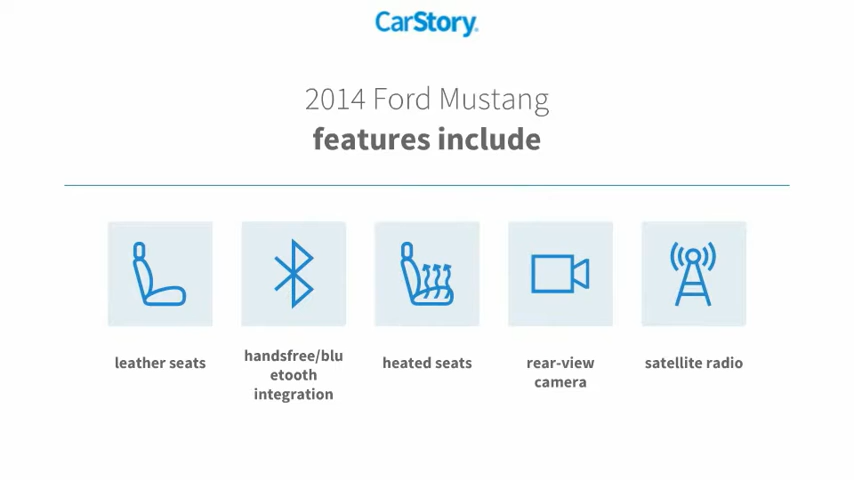 CarStory
2014 Ford Mustang
features include
leather seats
handsfree/blu
etooth
integration
heated seats
rear-view
camera
satellite radio